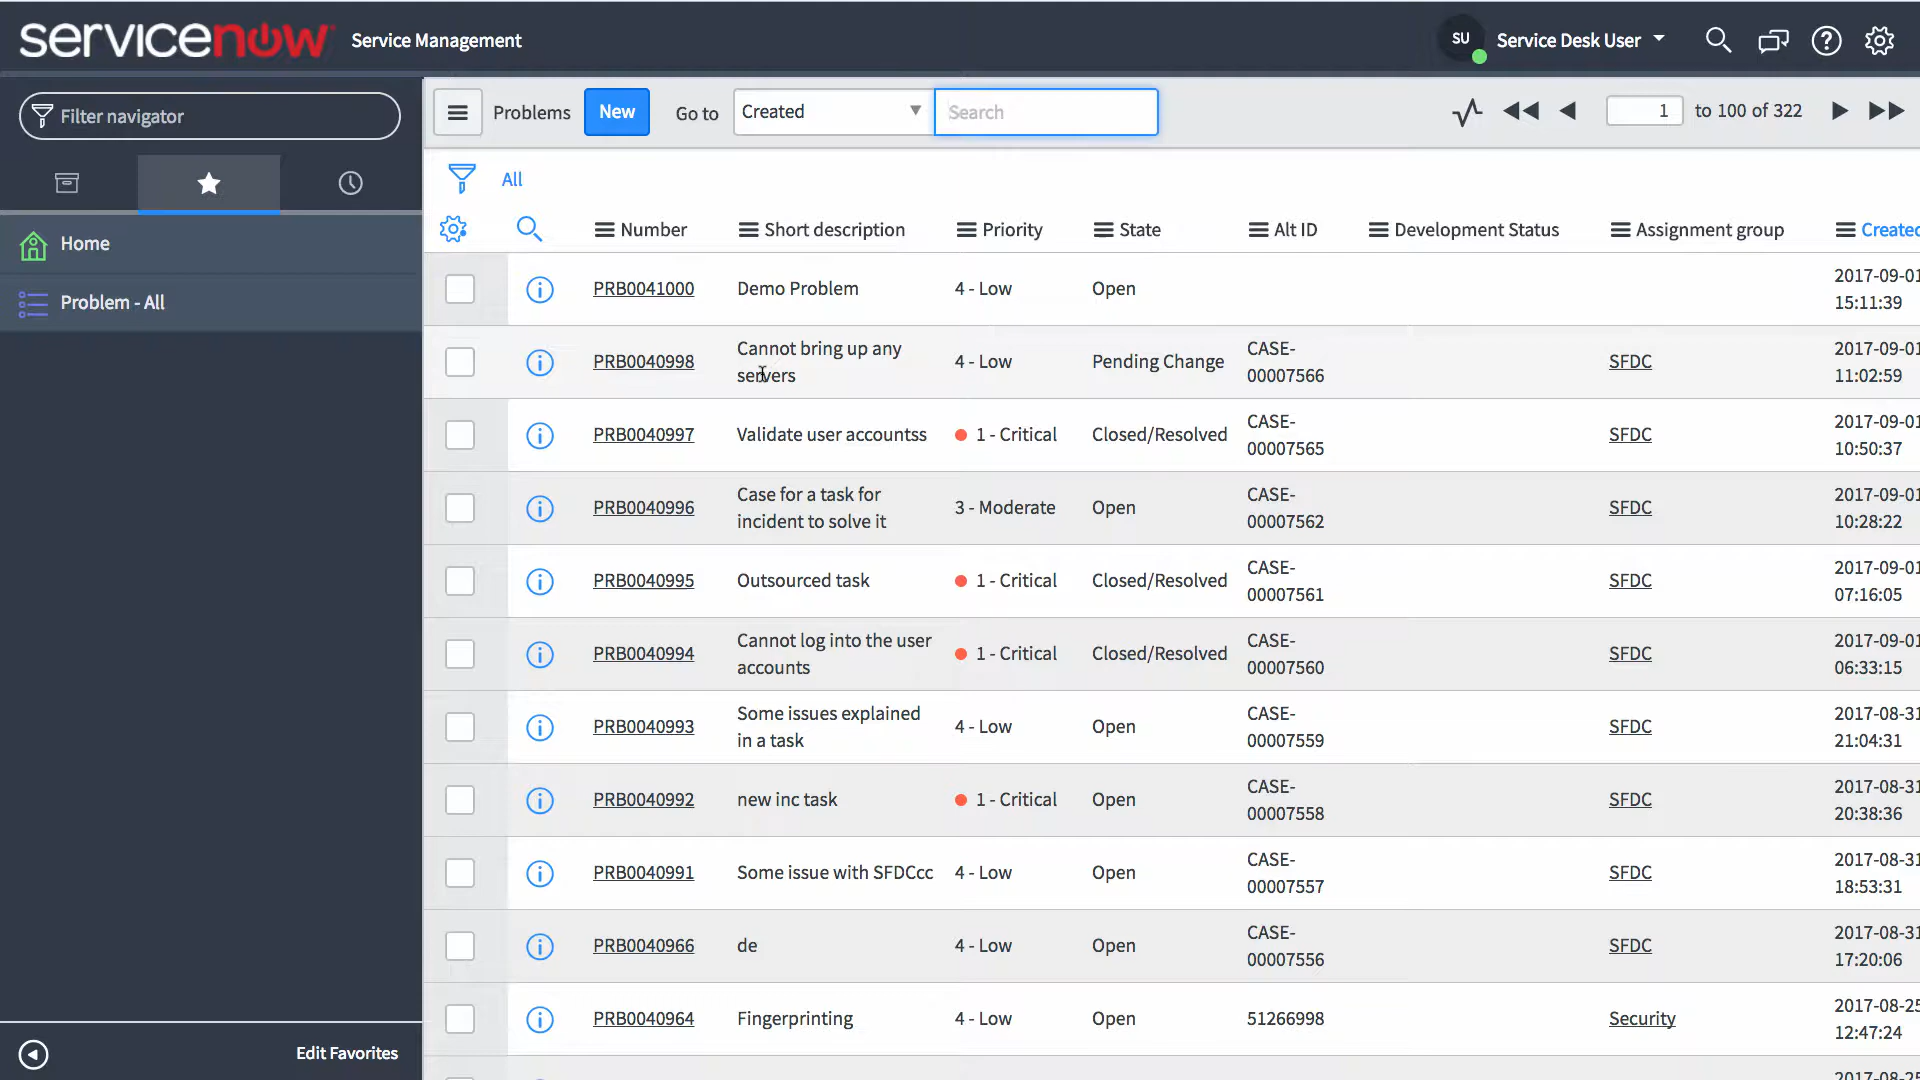 servicenow Service Management
SU Service Desk User
Filter navigator
Home
Problem - All
Edit Favorites
Problems New Go to Created Search 1 to 100 of 322
All
Number Short description Priority State Alt ID Development Status Assignment group Created
PRB0041000 Demo Problem 4 - Low Open 2017-09-01
15:11:39
PRB0040998 Cannot bring up any 4 - Low Pending Change CASE- SFDC 2017-09-01
servers 00007566 11:02:59
PRB0040997 Validate user accountss 1 - Critical Closed/Resolved CASE- SFDC 2017-09-01
00007565 10:50:37
PRB0040996 Case for a task for 3 - Moderate Open CASE- SFDC 2017-09-01
incident to solve it 00007562 10:28:22
PRB0040995 Outsourced task 1 - Critical Closed/Resolved CASE- SFDC 2017-09-01
00007561 07:16:05
PRB0040994 Cannot log into the user 1 - Critical Closed/Resolved CASE- SFDC 2017-09-01
accounts 00007560 06:33:15
PRB0040993 Some issues explained 4 - Low Open CASE- SFDC 2017-08-31
in a task 00007559 21:04:31
PRB0040992 new inc task 1 - Critical Open CASE- SFDC 2017-08-31
00007558 20:38:36
PRB0040991 Some issue with SFDCcc 4 - Low Open CASE- SFDC 2017-08-31
00007557 18:53:31
PRB0040966 de 4 - Low Open CASE- SFDC 2017-08-31
00007556 17:20:06
PRB0040964 Fingerprinting 4 - Low Open 51266998 Security 2017-08-25
12:47:24